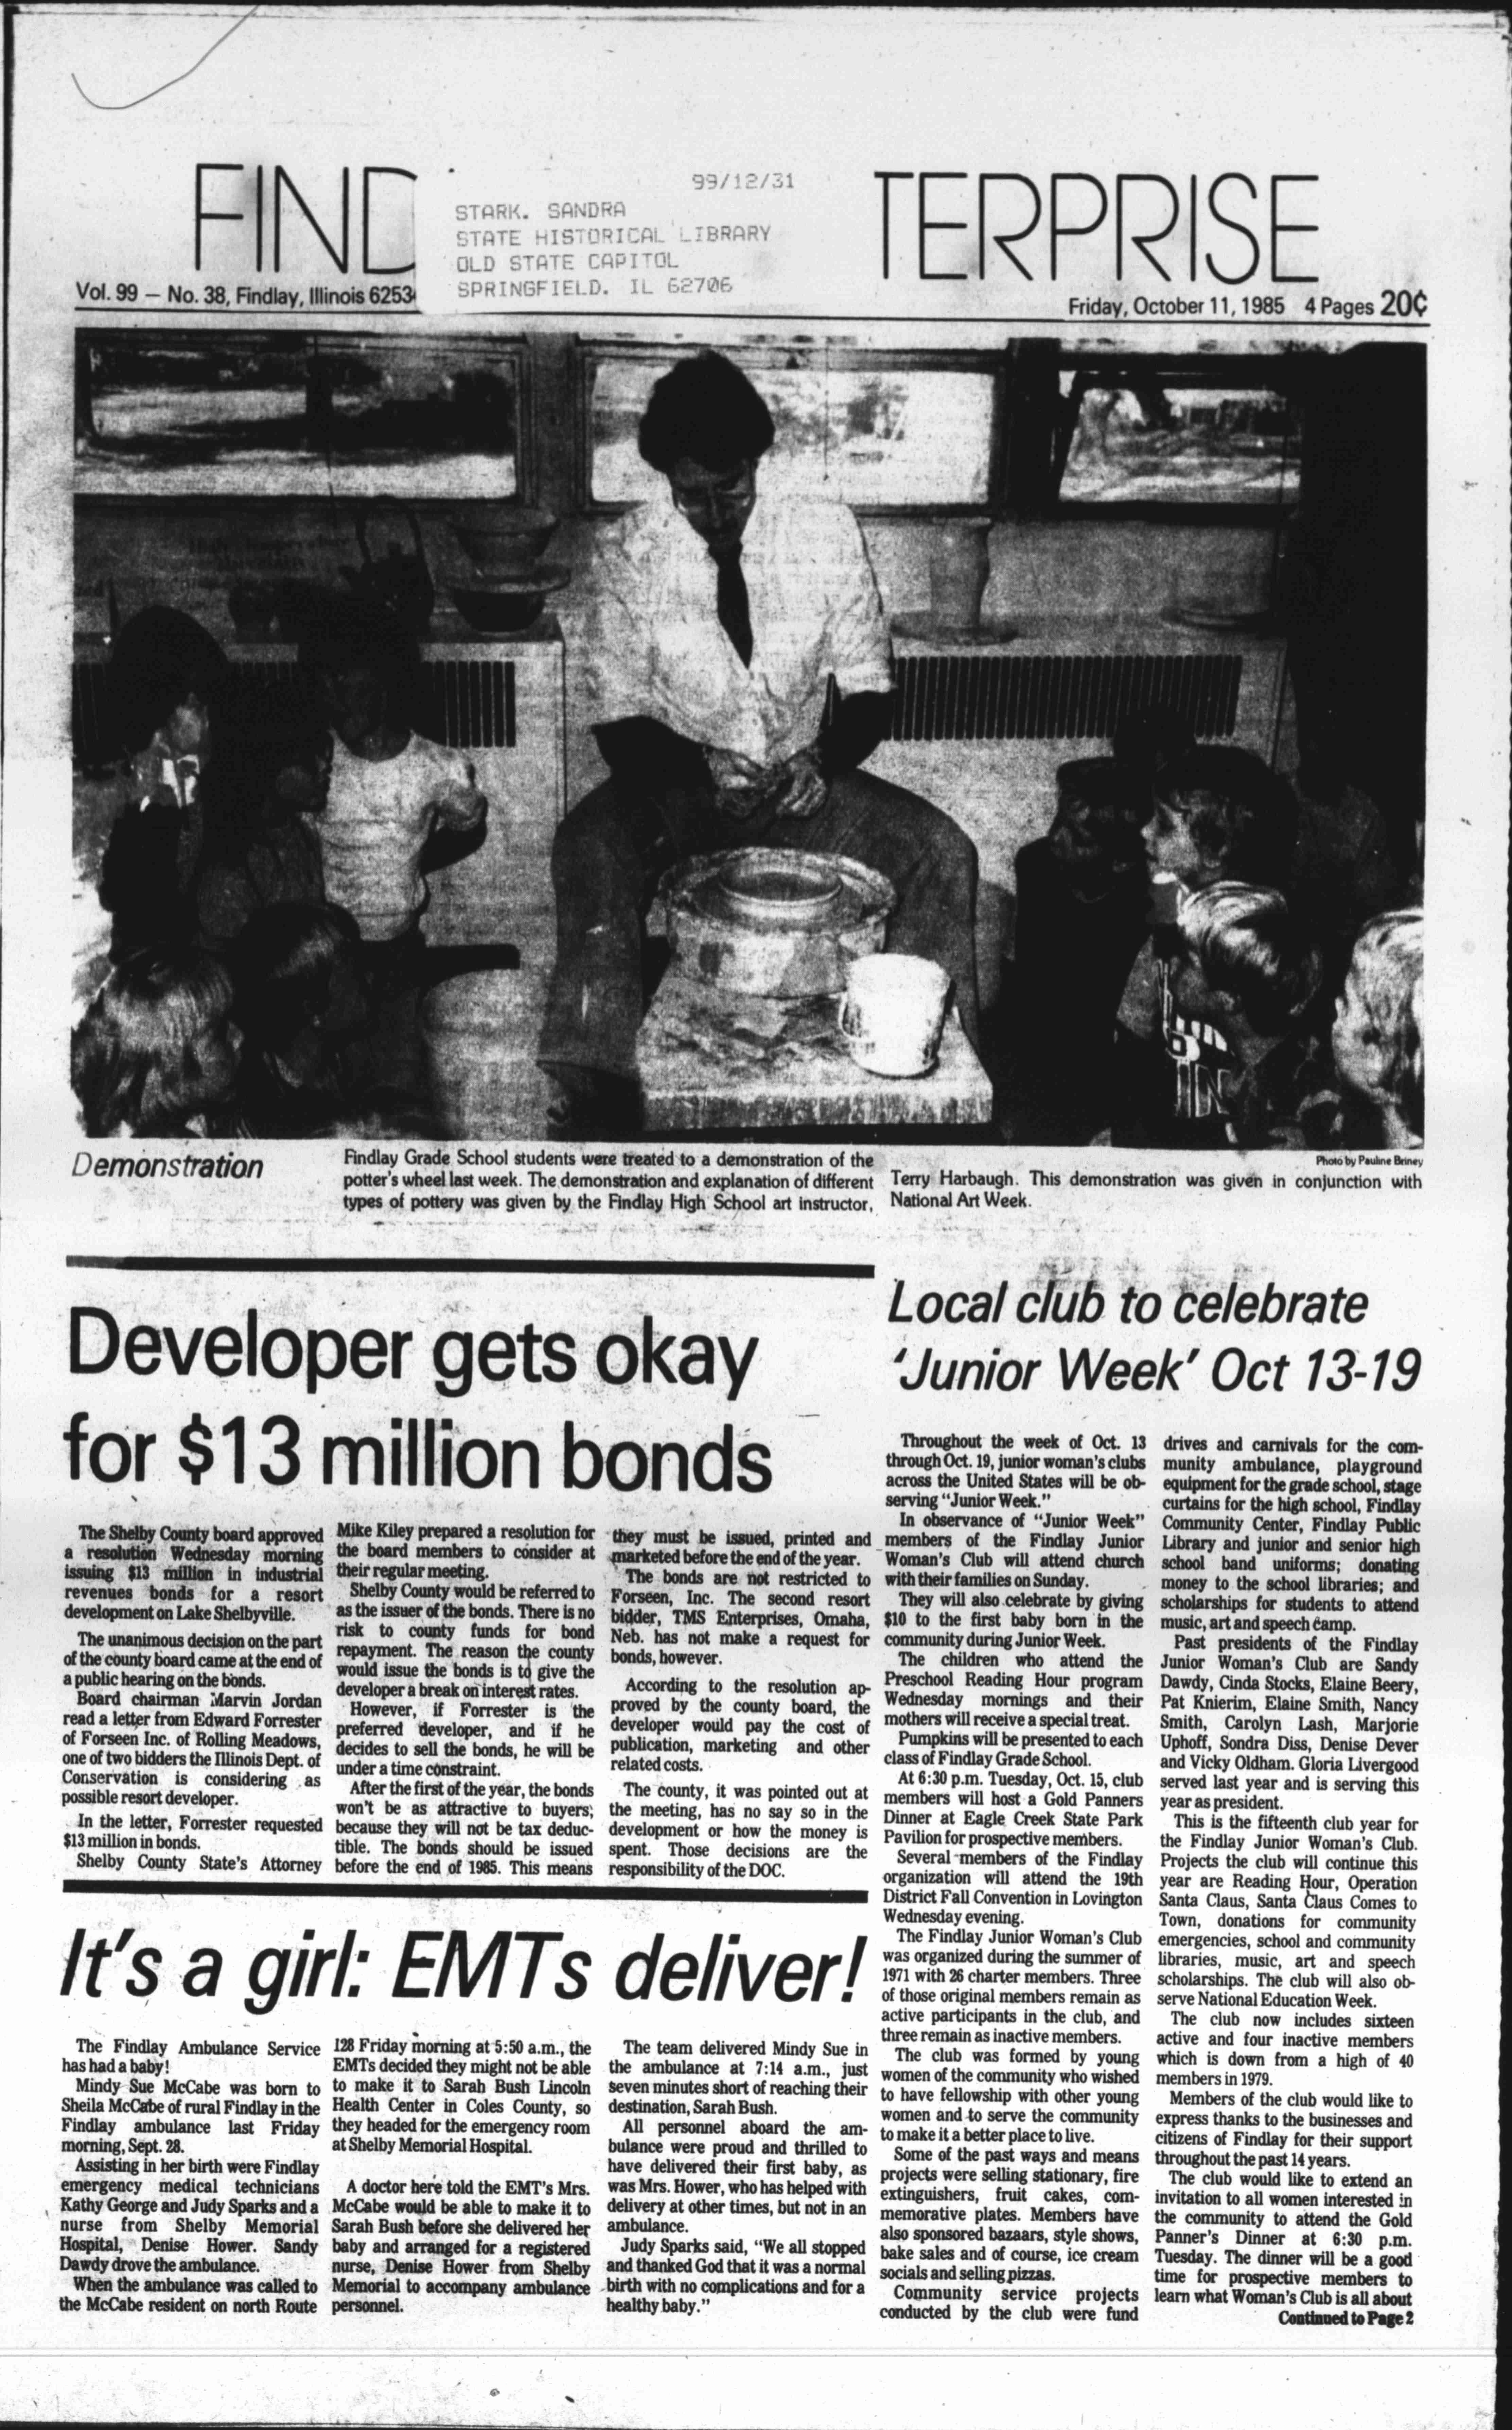 FIND
TERPRISE
99/12/31
STARK. SANDRA
STATE HISTORICAL LIBRARY
OLD STATE CAPITOL
SPRINGFIELD. IL 62706
Vol. 99 — No. 38, Findlay, Illinois 6253
Friday, October 11, 1985 4 Pages 20¢
Photo by Pauline Briney
Demonstration
Findlay Grade School students were treated to a demonstration of the
potter's wheel last week. The demonstration and explanation of different
types of pottery was given by the Findlay High School art instructor,
Terry Harbaugh. This demonstration was given in conjunction with
National Art Week.
Developer gets okay
for $13 million bonds
The Shelby County board approved
a resolution Wednesday morning
issuing $13 million in industrial
revenues bonds for a resort
development on Lake Shelbyville.
The unanimous decision on the part
of the county board came at the end of
a public hearing on the bonds.
Board chairman Marvin Jordan
read a letter from Edward Forrester
of Forseen Inc. of Rolling Meadows,
one of two bidders the Illinois Dept. of
Conservation is considering as
possible resort developer.
In the letter, Forrester requested
$13 million in bonds.
Shelby County State's Attorney
Mike Kiley prepared a resolution for
the board members to consider at
their regular meeting.
Shelby County would be referred to
as the issuer of the bonds. There is no
risk to county funds for bond
repayment. The reason the county
would issue the bonds is to give the
developer a break on interest rates.
However, if Forrester is the
preferred developer, and if he
decides to sell the bonds, he will be
under a time constraint.
After the first of the year, the bonds
won't be as attractive to buyers,
because they will not be tax deduc-
tible. The bonds should be issued
before the end of 1985. This means
they must be issued, printed and
marketed before the end of the year.
The bonds are not restricted to
Forseen, Inc. The second resort
bidder, TMS Enterprises, Omaha,
Neb. has not make a request for
bonds, however.
According to the resolution ap-
proved by the county board, the
developer would pay the cost of
publication, marketing and other
related costs.
The county, it was pointed out at
the meeting, has no say so in the
development or how the money is
spent. Those decisions are the
responsibility of the DOC.
It's a girl: EMTs deliver!
The Findlay Ambulance Service
has had a baby!
Mindy Sue McCabe was born to
Sheila McCabe of rural Findlay in the
Findlay ambulance last Friday
morning, Sept. 28.
Assisting in her birth were Findlay
emergency medical technicians
Kathy George and Judy Sparks and a
nurse from Shelby Memorial
Hospital, Denise Hower. Sandy
Dawdy drove the ambulance.
When the ambulance was called to
the McCabe resident on north Route
128 Friday morning at 5:50 a.m., the
EMTs decided they might not be able
to make it to Sarah Bush Lincoln
Health Center in Coles County, so
they headed for the emergency room
at Shelby Memorial Hospital.
A doctor here told the EMT's Mrs.
McCabe would be able to make it to
Sarah Bush before she delivered her
baby and arranged for a registered
nurse, Denise Hower from Shelby
Memorial to accompany ambulance
personnel.
The team delivered Mindy Sue in
the ambulance at 7:14 a.m., just
seven minutes short of reaching their
destination, Sarah Bush.
All personnel aboard the am-
bulance were proud and thrilled to
have delivered their first baby, as
was Mrs. Hower, who has helped with
delivery at other times, but not in an
ambulance.
Judy Sparks said, "We all stopped
and thanked God that it was a normal
birth with no complications and for a
healthy baby."
Local club to celebrate
'Junior Week' Oct 13-19
Throughout the week of Oct. 13
through Oct. 19, junior woman's clubs
across the United States will be ob-
serving "Junior Week."
In observance of "Junior Week"
members of the Findlay Junior
Woman's Club will attend church
with their families on Sunday.
They will also celebrate by giving
$10 to the first baby born in the
community during Junior Week.
The children who attend the
Preschool Reading Hour program
Wednesday mornings and their
mothers will receive a special treat.
Pumpkins will be presented to each
class of Findlay Grade School.
At 6:30 p.m. Tuesday, Oct. 15, club
members will host a Gold Panners
Dinner at Eagle Creek State Park
Pavilion for prospective members.
Several members of the Findlay
organization will attend the 19th
District Fall Convention in Lovington
Wednesday evening.
The Findlay Junior Woman's Club
was organized during the summer of
1971 with 26 charter members. Three
of those original members remain as
active participants in the club, and
three remain as inactive members.
The club was formed by young
women of the community who wished
to have fellowship with other young
women and to serve the community
to make it a better place to live.
Some of the past ways and means
projects were selling stationary, fire
extinguishers, fruit cakes, com-
memorative plates. Members have
also sponsored bazaars, style shows,
bake sales and of course, ice cream
socials and selling pizzas.
Community service projects
conducted by the club were fund
drives and carnivals for the com-
munity ambulance, playground
equipment for the grade school, stage
curtains for the high school, Findlay
Community Center, Findlay Public
Library and junior and senior high
school band uniforms; donating
money to the school libraries; and
scholarships for students to attend
music, art and speech camp.
Past presidents of the Findlay
Junior Woman's Club are Sandy
Dawdy, Cinda Stocks, Elaine Beery,
Pat Knierim, Elaine Smith, Nancy
Smith, Carolyn Lash, Marjorie
Uphoff, Sondra Diss, Denise Dever
and Vicky Oldham. Gloria Livergood
served last year and is serving this
year as president.
This is the fifteenth club year for
the Findlay Junior Woman's Club.
Projects the club will continue this
year are Reading Hour, Operation
Santa Claus, Santa Claus Comes to
Town, donations for community
emergencies, school and community
libraries, music, art and speech
scholarships. The club will also ob-
serve National Education Week.
The club now includes sixteen
active and four inactive members
which is down from a high of 40
members in 1979.
Members of the club would like to
express thanks to the businesses and
citizens of Findlay for their support
throughout the past 14 years.
The club would like to extend an
invitation to all women interested in
the community to attend the Gold
Panner's Dinner at 6:30 p.m.
Tuesday. The dinner will be a good
time for prospective members to
learn what Woman's Club is all about
Continued to Page 2